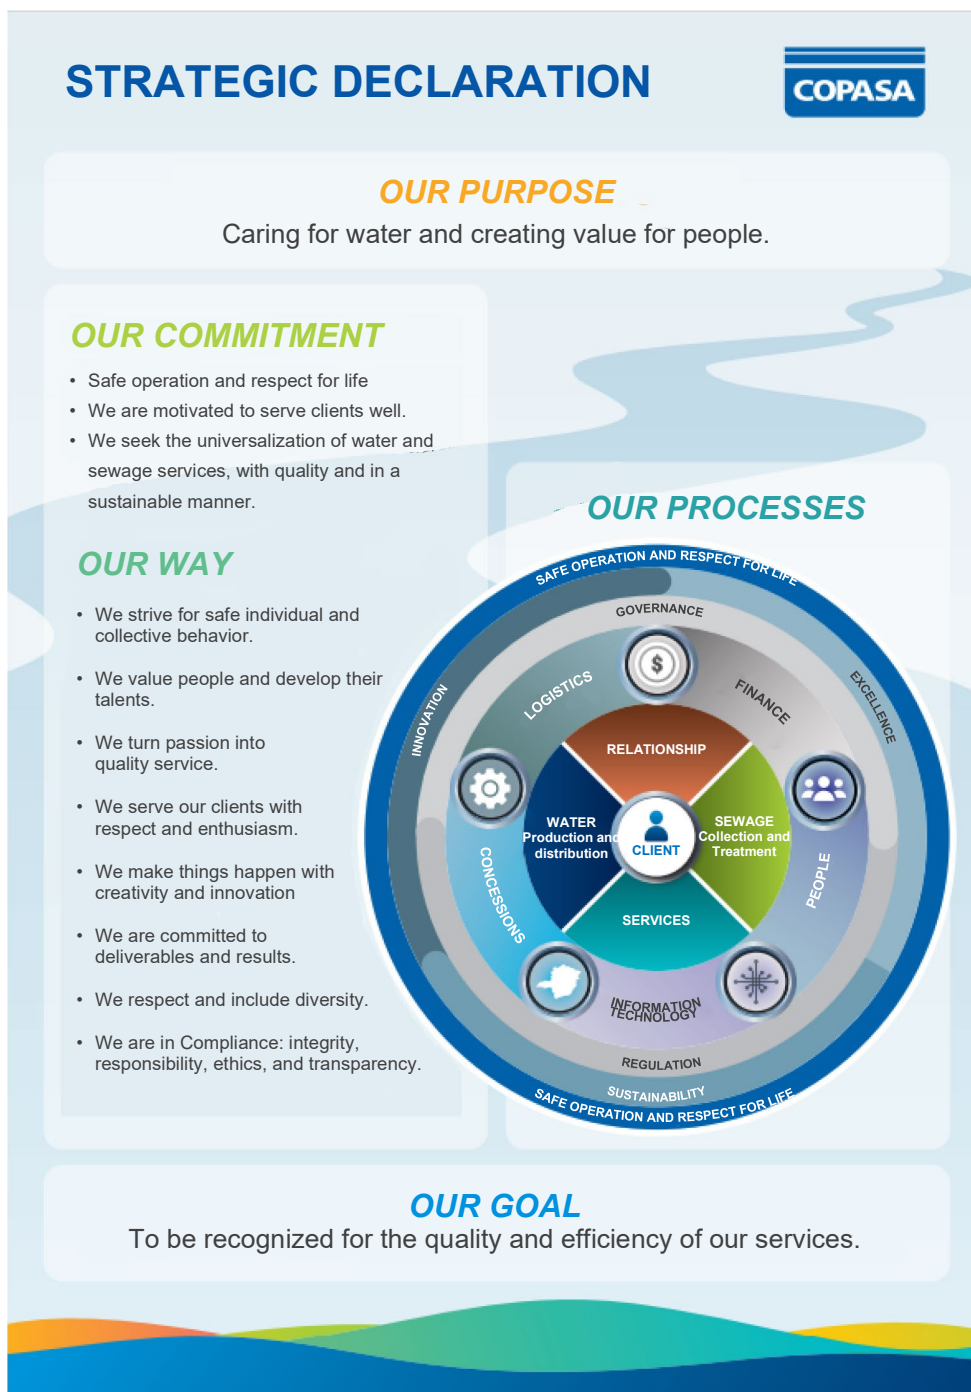 STRATEGIC DECLARATION
COPASA
OUR PURPOSE
Caring for water and creating value for people.
OUR COMMITMENT
• Safe operation and respect for life
• We are motivated to serve clients well.
• We seek the universalization of water and
sewage services, with quality and in a
sustainable manner.
OUR WAY
• We strive for safe individual and
collective behavior.
• We value people and develop their
talents.
• We turn passion into
quality service.
• We serve our clients with
respect and enthusiasm.
• We make things happen with
creativity and innovation
• We are committed to
deliverables and results.
• We respect and include diversity.
• We are in Compliance: integrity,
responsibility, ethics, and transparency.
OUR PROCESSES
SAFE OPERATION AND RESPECT FOR LIFE
GOVERNANCE
INNOVATION
EXCELLENCE
LOGISTICS
$
FINANCE
RELATIONSHIP
WATER
Production and
distribution
CLIENT
SEWAGE
Collection and
Treatment
CONCESSIONS
PEOPLE
SERVICES
INFORMATION
TECHNOLOGY
REGULATION
SUSTAINABILITY
SAFE OPERATION AND RESPECT FOR LIFE
OUR GOAL
To be recognized for the quality and efficiency of our services.